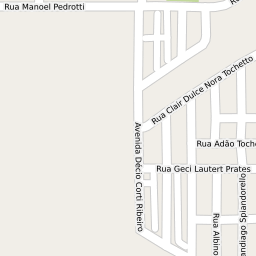 Rua Manoel Pedrotti
Rua Clair Dulce Nora Tochetto
Avenida Décio Corti Ribeiro
Rua Adão Toche
Rua Geci Lautert Prates
Rua Albino